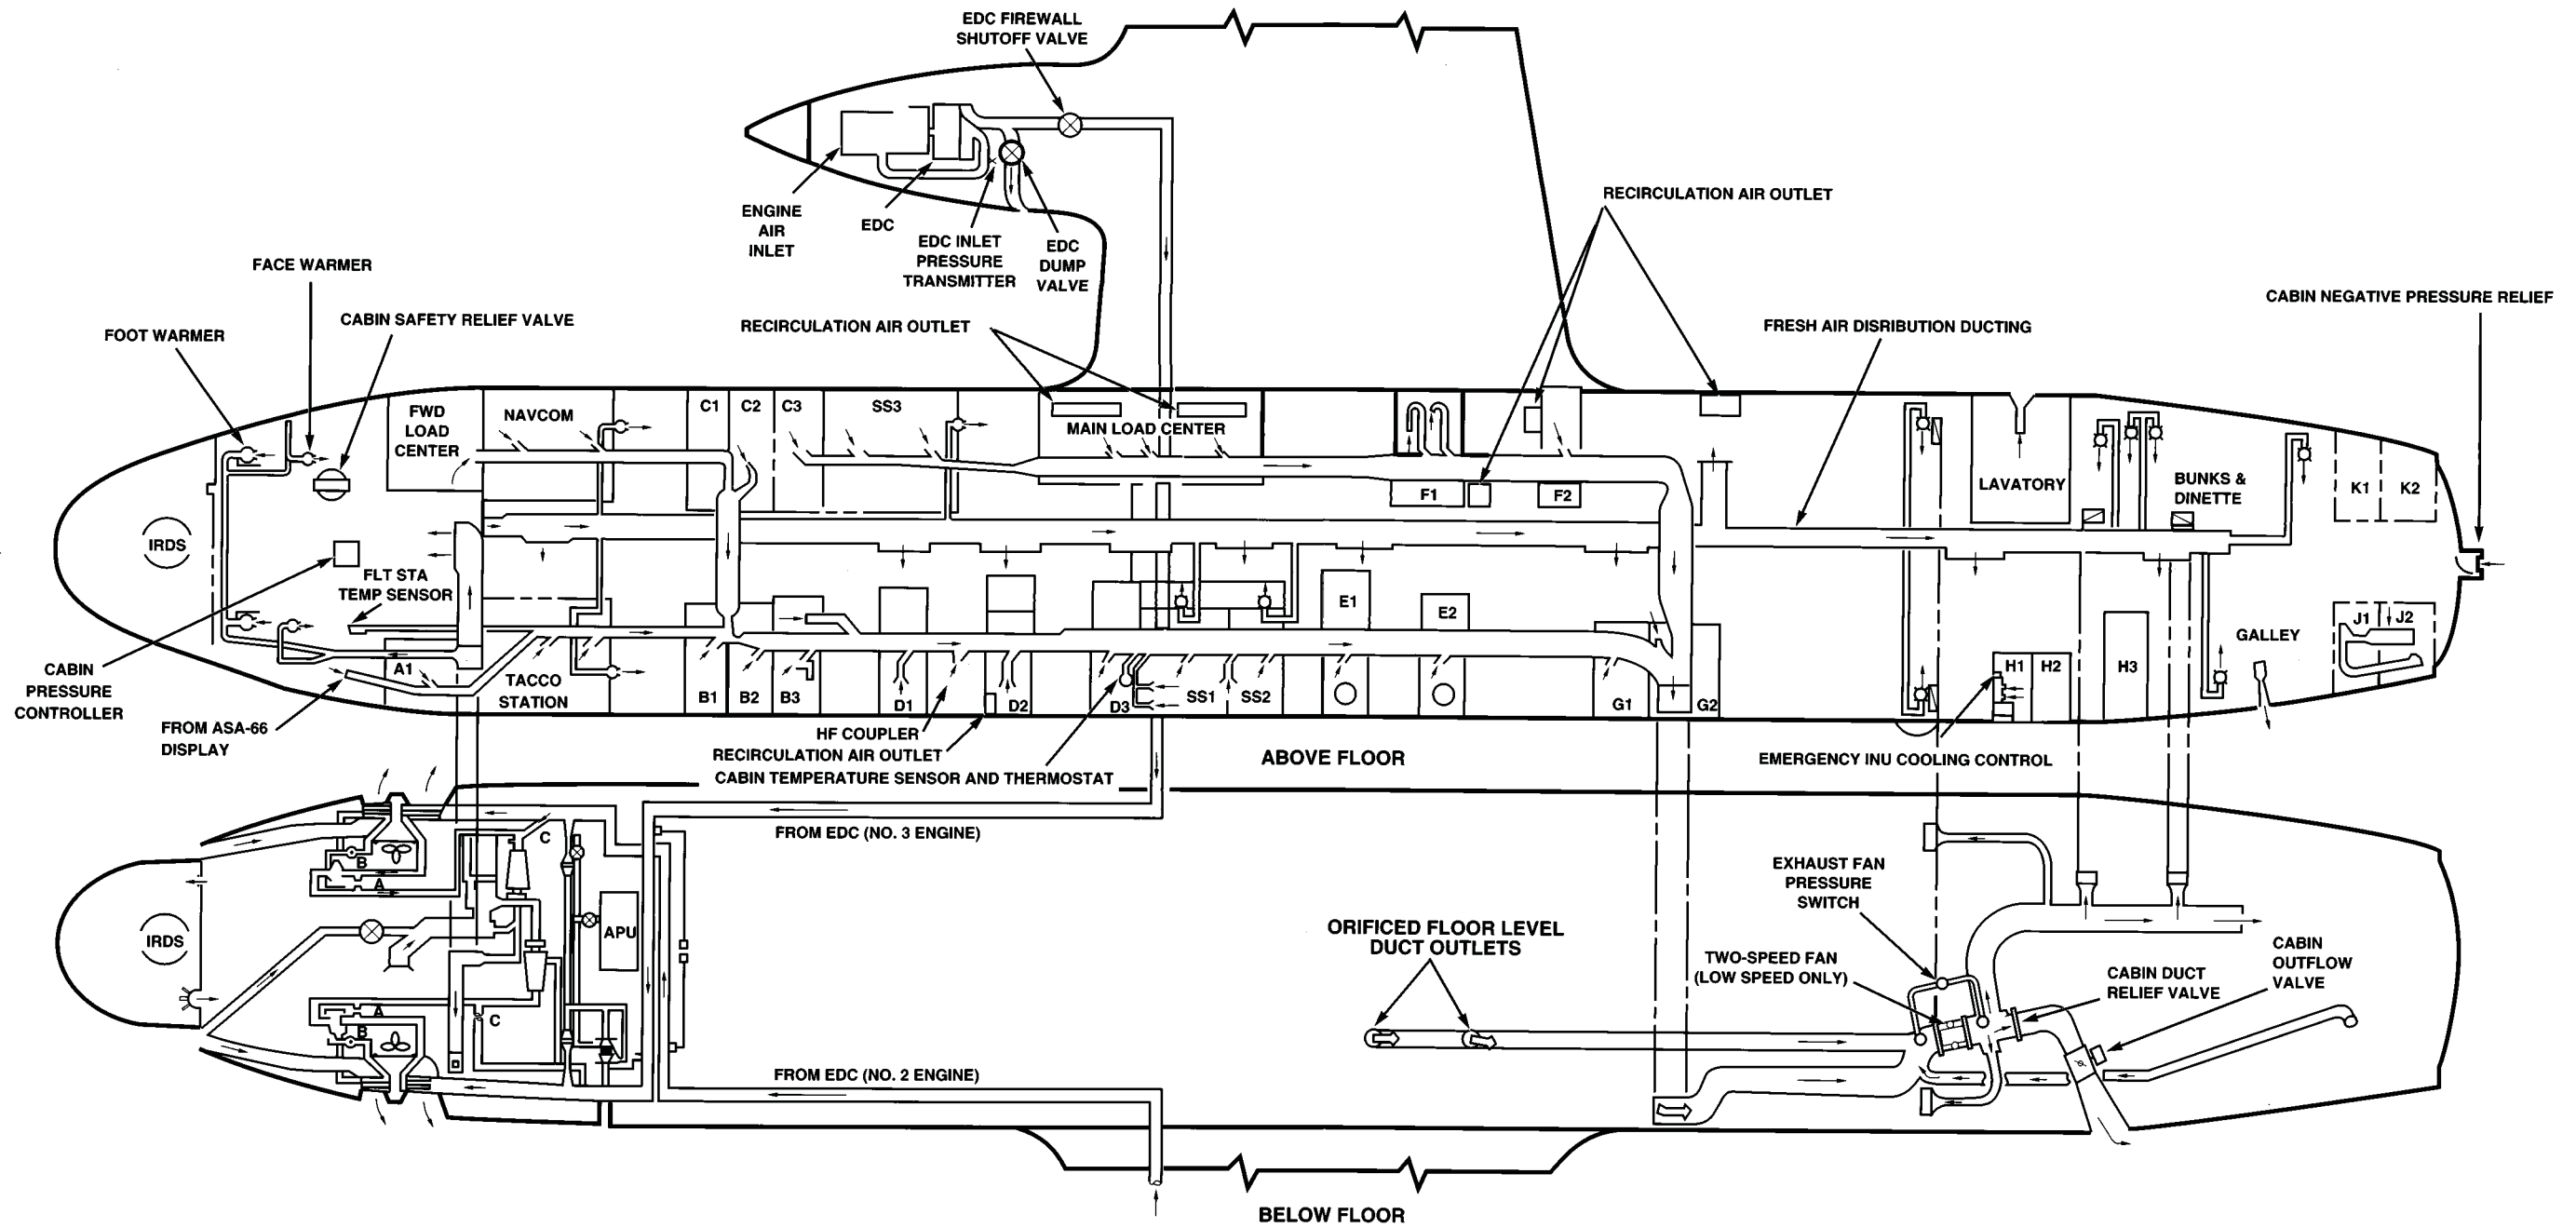 EDC FIREWALL
SHUTOFF VALVE
ENGINE
AIR
INLET
EDC
EDC INLET
PRESSURE
TRANSMITTER
EDC
DUMP
VALVE
RECIRCULATION AIR OUTLET
FACE WARMER
FOOT WARMER
CABIN SAFETY RELIEF VALVE
RECIRCULATION AIR OUTLET
FRESH AIR DISRIBUTION DUCTING
CABIN NEGATIVE PRESSURE RELIEF
FWD
LOAD
CENTER
NAVCOM
C1
C2
C3
SS3
MAIN LOAD CENTER
F1
F2
LAVATORY
BUNKS &
DINETTE
K1
K2
IRDS
FLT STA
TEMP SENSOR
E1
E2
A1
TACCO
STATION
B1
B2
B3
D1
D2
D3
SS1
SS2
G1
G2
H1
H2
H3
GALLEY
J1
J2
CABIN
PRESSURE
CONTROLLER
FROM ASA-66
DISPLAY
HF COUPLER
RECIRCULATION AIR OUTLET
CABIN TEMPERATURE SENSOR AND THERMOSTAT
ABOVE FLOOR
EMERGENCY INU COOLING CONTROL
FROM EDC (NO. 3 ENGINE)
C
B
A
IRDS
APU
A
B
C
EXHAUST FAN
PRESSURE
SWITCH
ORIFICED FLOOR LEVEL
DUCT OUTLETS
TWO-SPEED FAN
(LOW SPEED ONLY)
CABIN DUCT
RELIEF VALVE
CABIN
OUTFLOW
VALVE
FROM EDC (NO. 2 ENGINE)
BELOW FLOOR